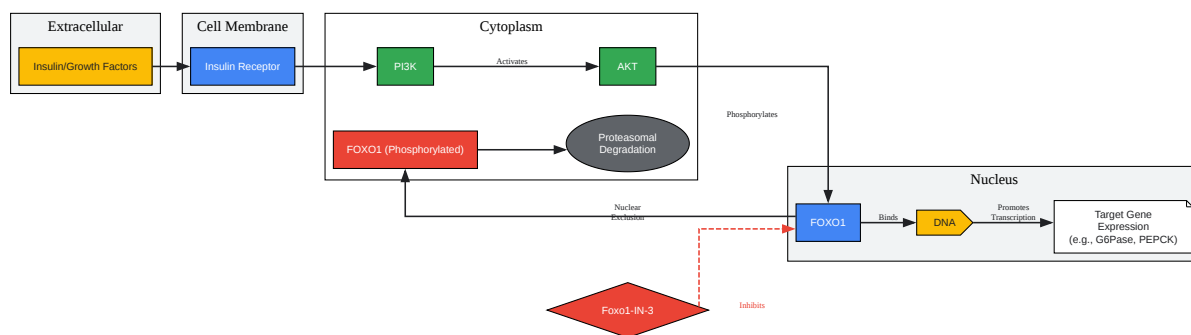 Extracellular
Insulin/Growth Factors
Cell Membrane
Insulin Receptor
Cytoplasm
PI3K
Activates
AKT
Phosphorylates
FOXO1 (Phosphorylated)
Proteasomal
Degradation
Nuclear
Exclusion
Nucleus
FOXO1
Binds
DNA
Promotes
Transcription
Target Gene
Expression
(e.g., G6Pase, PEPCK)
Foxo1-IN-3
Inhibits